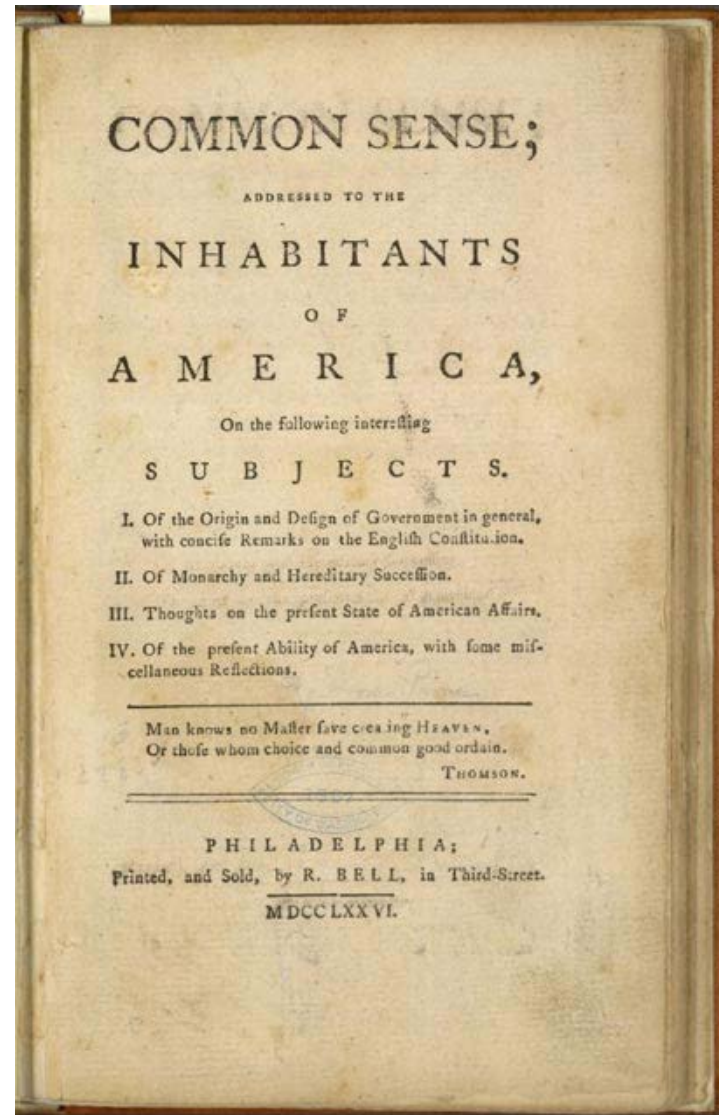 COMMON SENSE;
ADDRESSED TO THE
INHABITANTS
OF
AMERICA,
On the following intereſting
SUBJECTS.
I. Of the Origin and Deſign of Government in general,
with conciſe Remarks on the Engliſh Conſtitution.
II. Of Monarchy and Hereditary Succeſſion.
III. Thoughts on the preſent State of American Affairs.
IV. Of the preſent Ability of America, with ſome miſ-
cellaneous Reflections.
Man knows no Maſter ſave creating HEAVEN,
Or thoſe whom choice and common good ordain.
THOMSON.
PHILADELPHIA;
Printed, and Sold, by R. BELL, in Third-Street.
MDCCLXXVI.